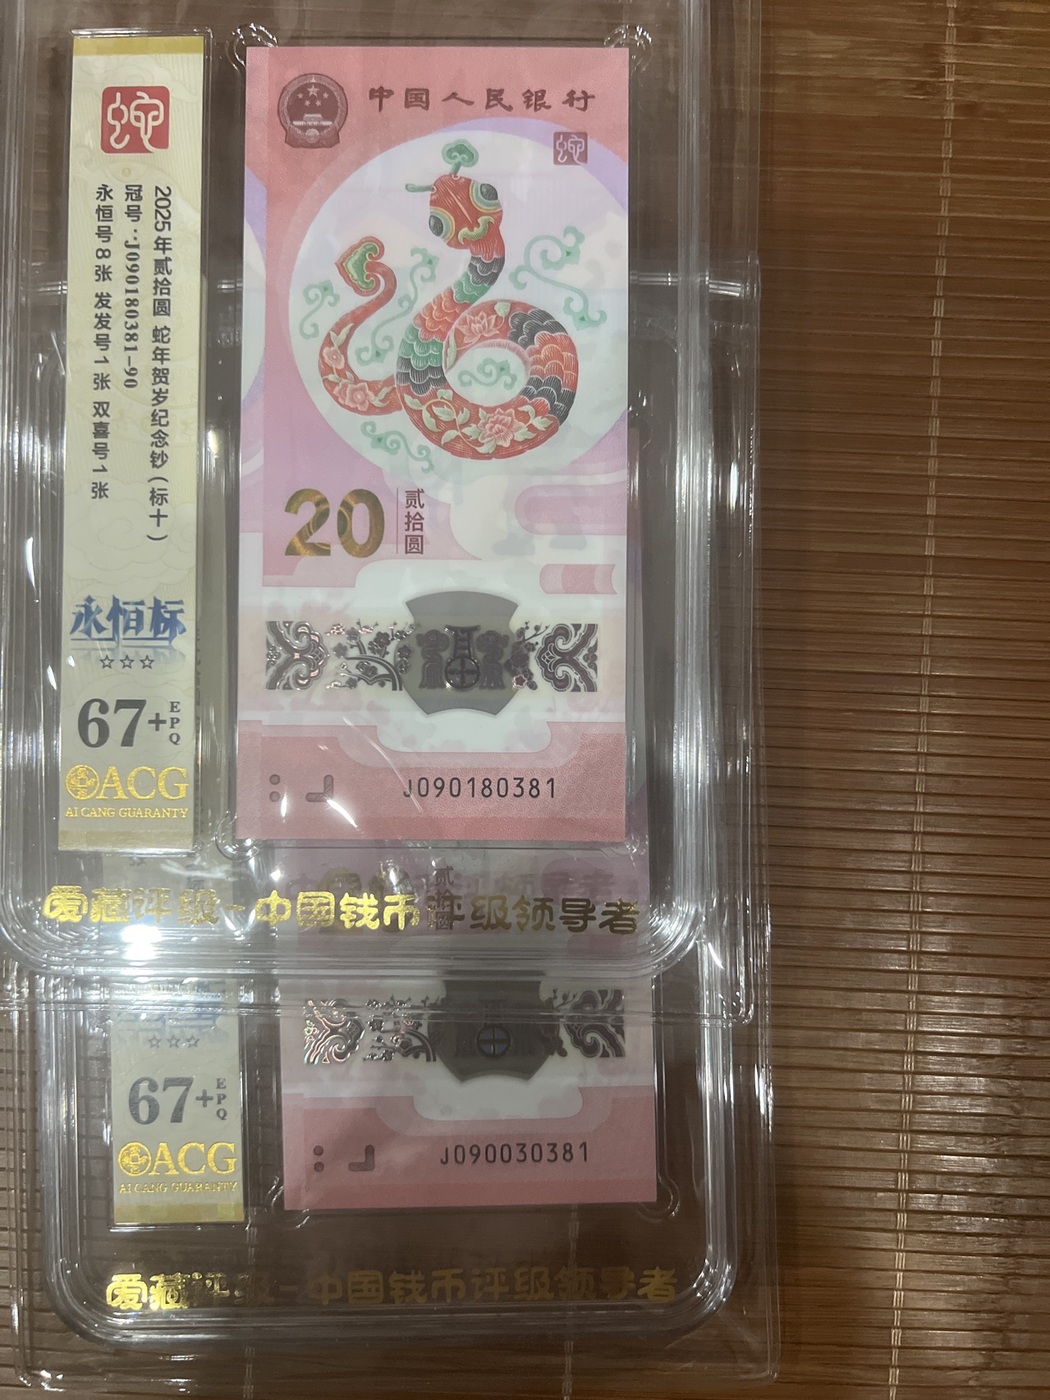 蛇
2025年贰拾圆 蛇年贺岁纪念钞(标十)
冠号:J090180381-90
永恒号8张 发发号1张 双喜号1张
永恒标
☆☆☆
67+
EPQ
ACG
AI CANG GUARANTY
中国人民银行
蛇
20
贰拾圆
J090180381
爱藏评级-中国钱币评级领导者
☆☆☆
67+
EPQ
ACG
AI CANG GUARANTY
J090030381
爱藏评级-中国钱币评级领导者